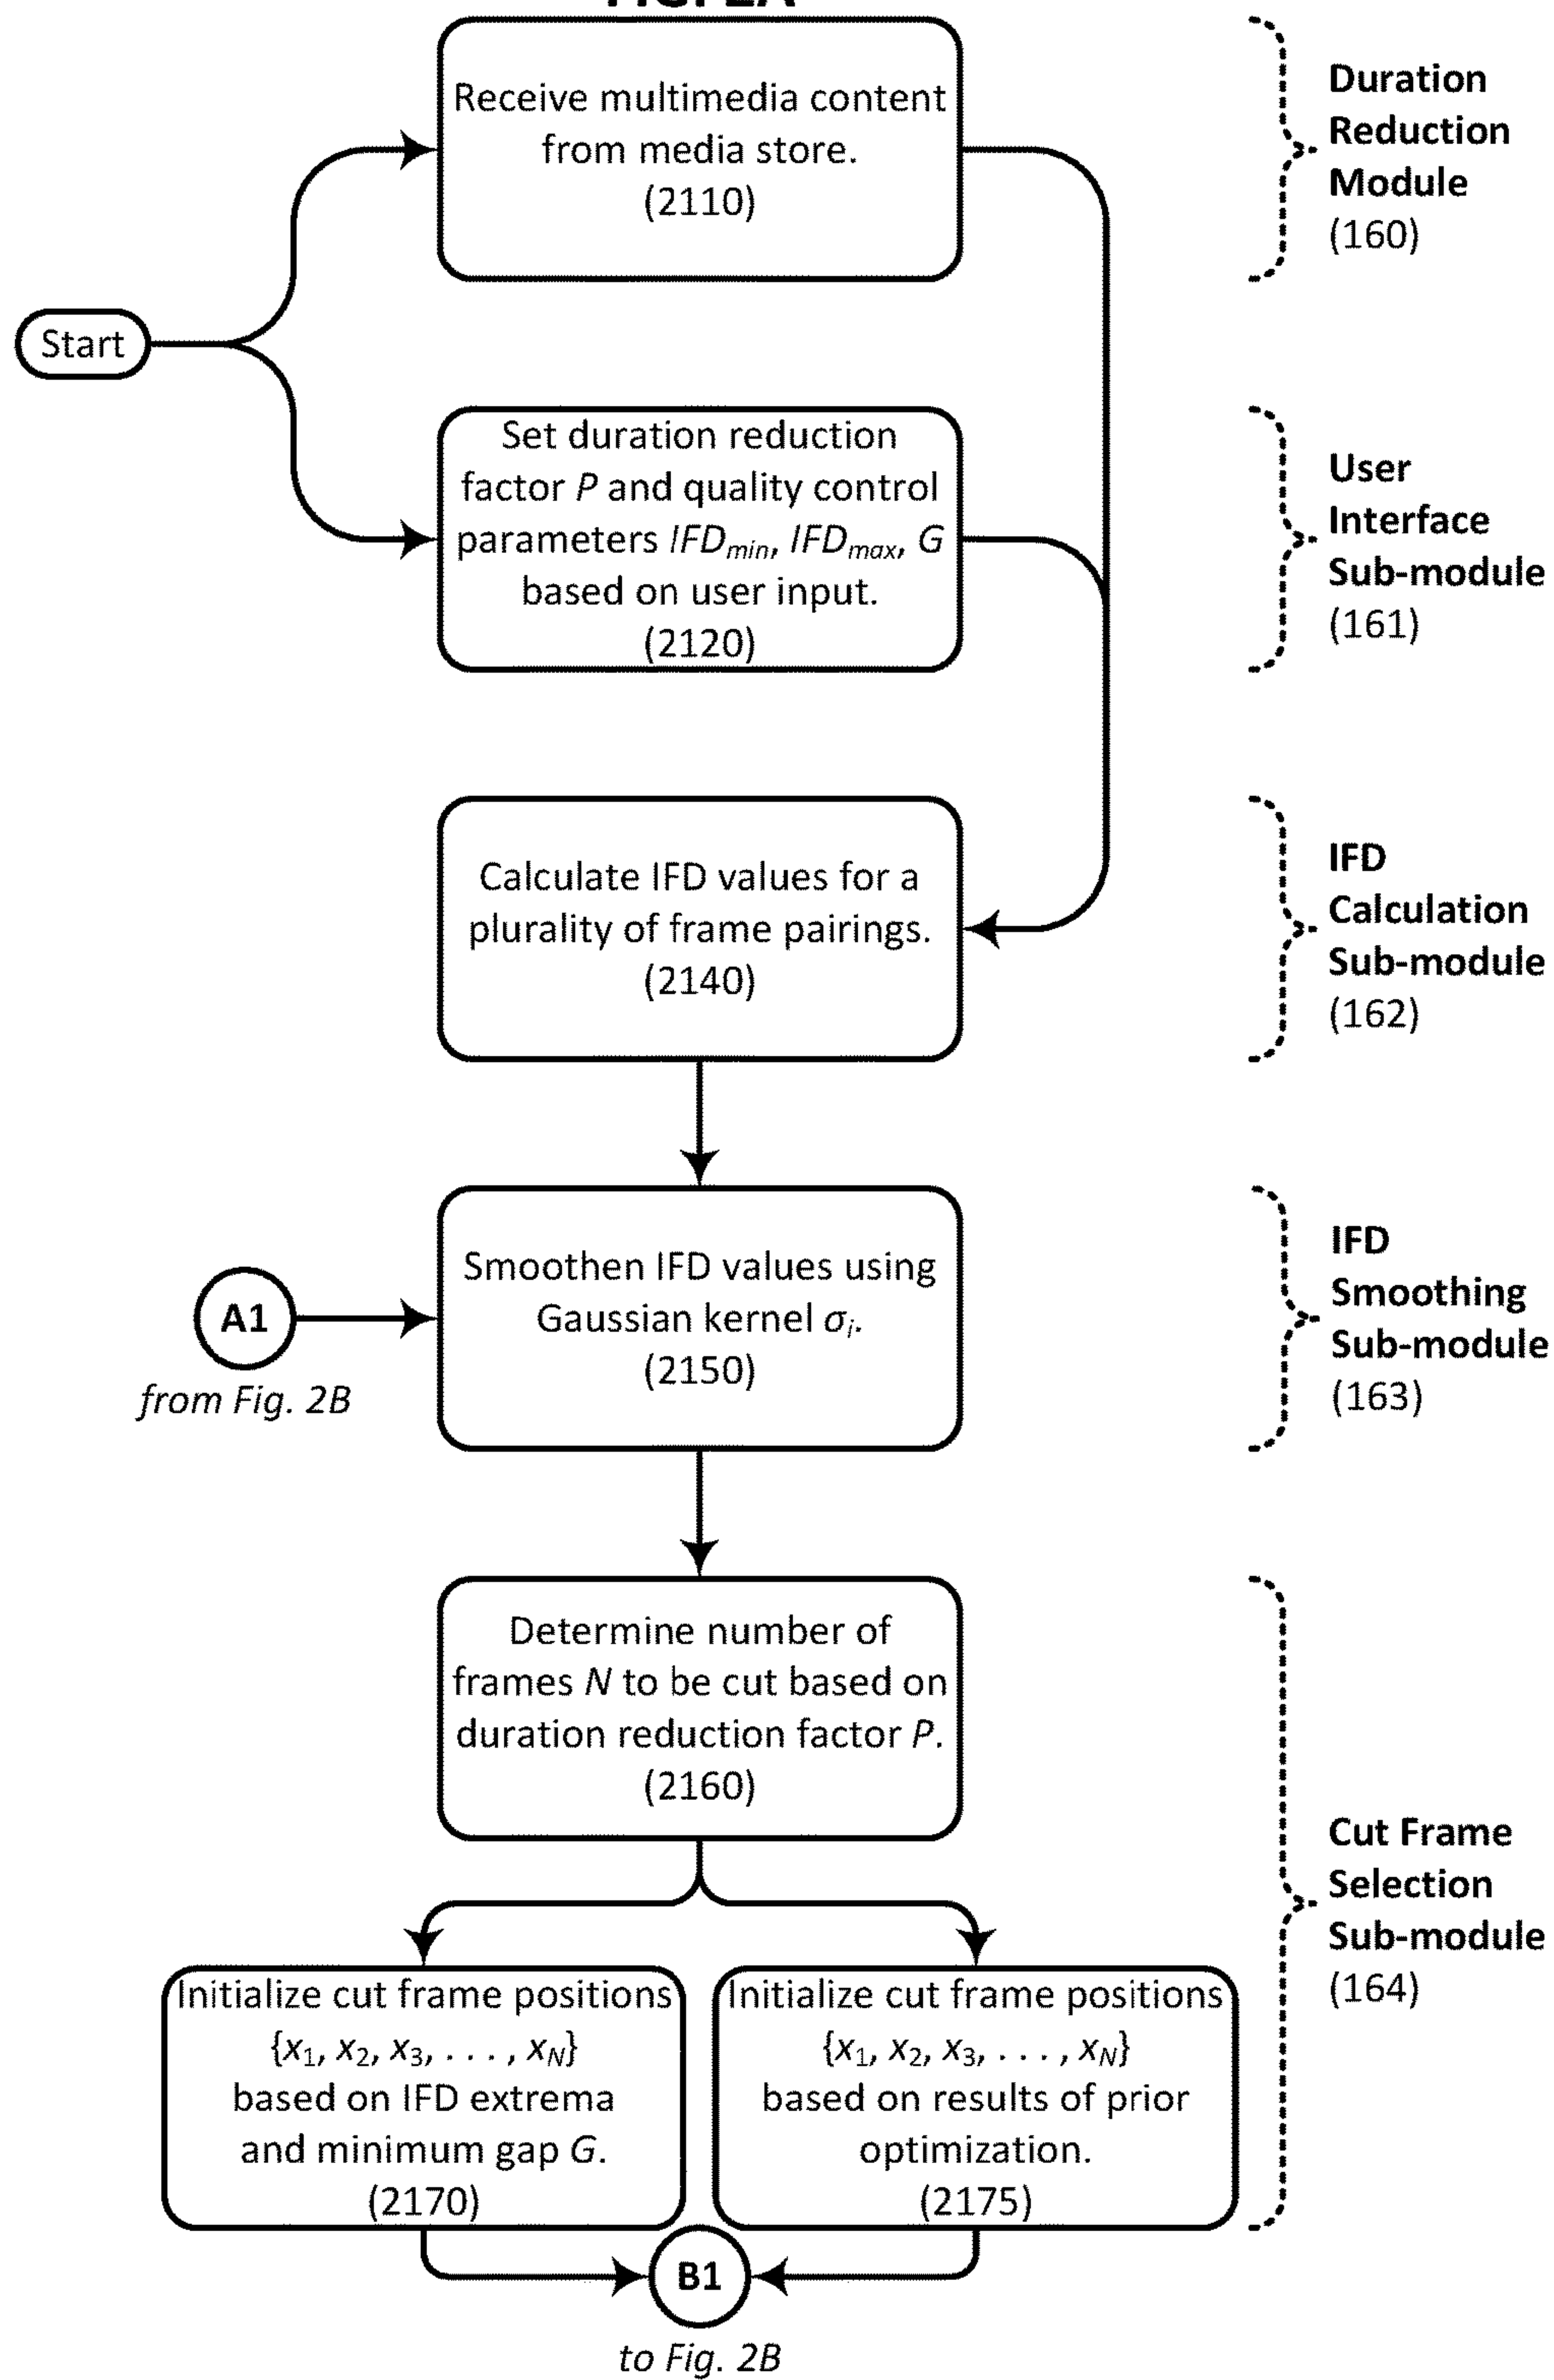 Receive multimedia content
from media store.
(2110)
Duration
Reduction
Module
(160)
Start
Set duration reduction
factor P and quality control
parameters IFDmin, IFDmax, G
based on user input.
(2120)
User
Interface
Sub-module
(161)
Calculate IFD values for a
plurality of frame pairings.
(2140)
IFD
Calculation
Sub-module
(162)
A1
from Fig. 2B
Smoothen IFD values using
Gaussian kernel σi.
(2150)
IFD
Smoothing
Sub-module
(163)
Determine number of
frames N to be cut based on
duration reduction factor P.
(2160)
Cut Frame
Selection
Sub-module
(164)
Initialize cut frame positions
{x1, x2, x3, . . . , xN}
based on IFD extrema
and minimum gap G.
(2170)
Initialize cut frame positions
{x1, x2, x3, . . . , xN}
based on results of prior
optimization.
(2175)
B1
to Fig. 2B